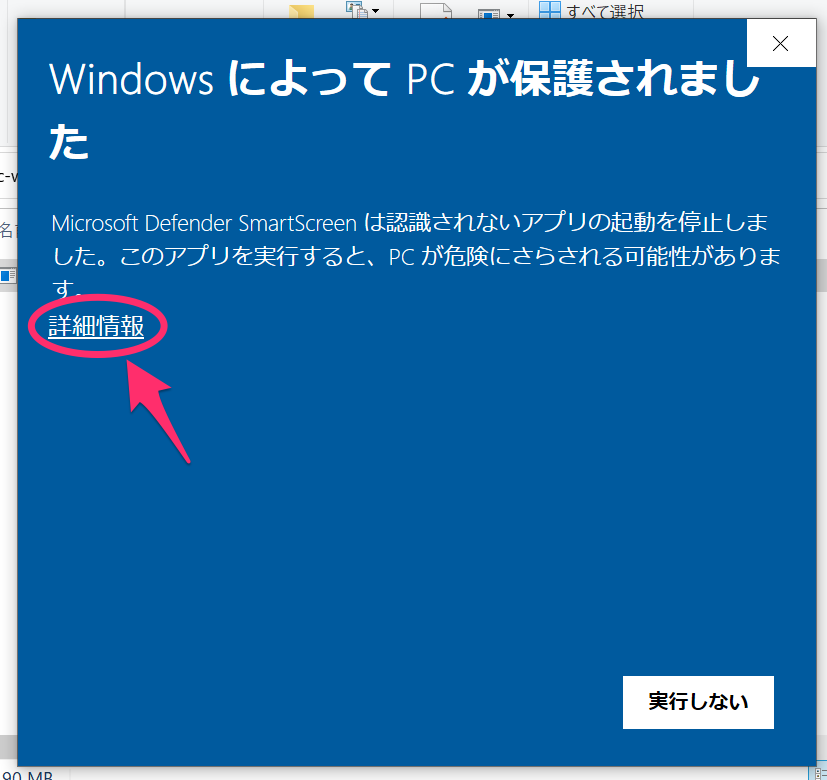 すべて選択
Windows によって PC が保護されまし
た
Microsoft Defender SmartScreen は認識されないアプリの起動を停止しま
した。このアプリを実行すると、PC が危険にさらされる可能性がありま
す。
詳細情報
実行しない
90 MB